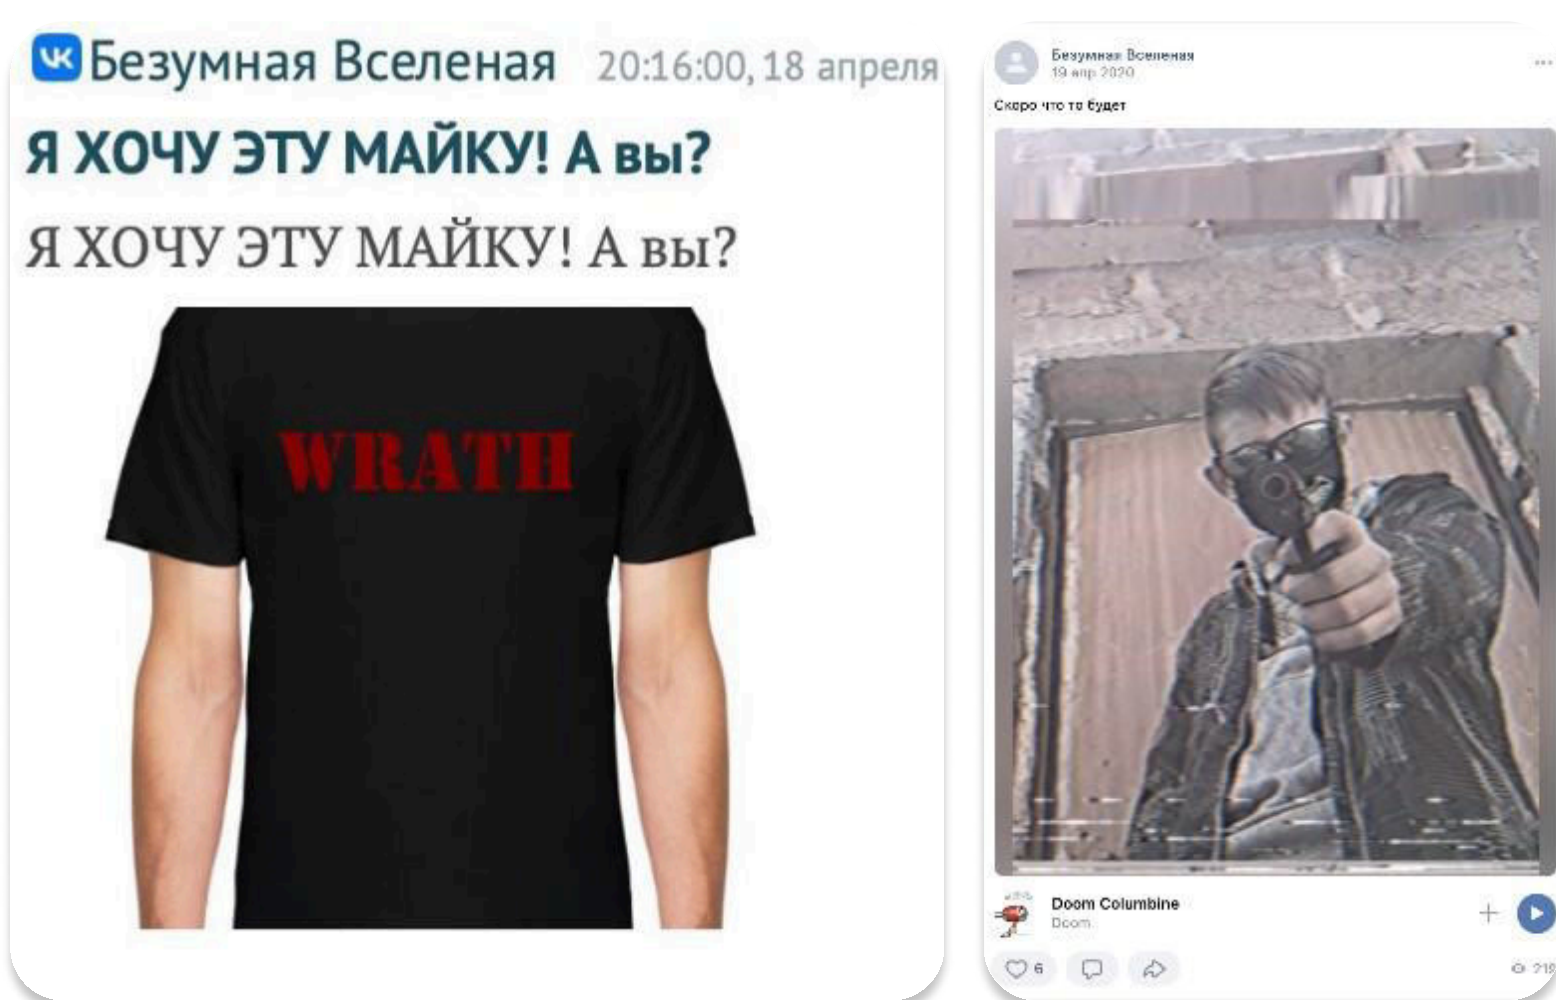 Безумная Вселеная 20:16:00, 18 апреля
Я ХОЧУ ЭТУ МАЙКУ! А вы?
Я ХОЧУ ЭТУ МАЙКУ! А вы?
WRATH
Безумная Вселеная
19 апр 2020
Скоро что то будет
Doom Columbine
Doom
6